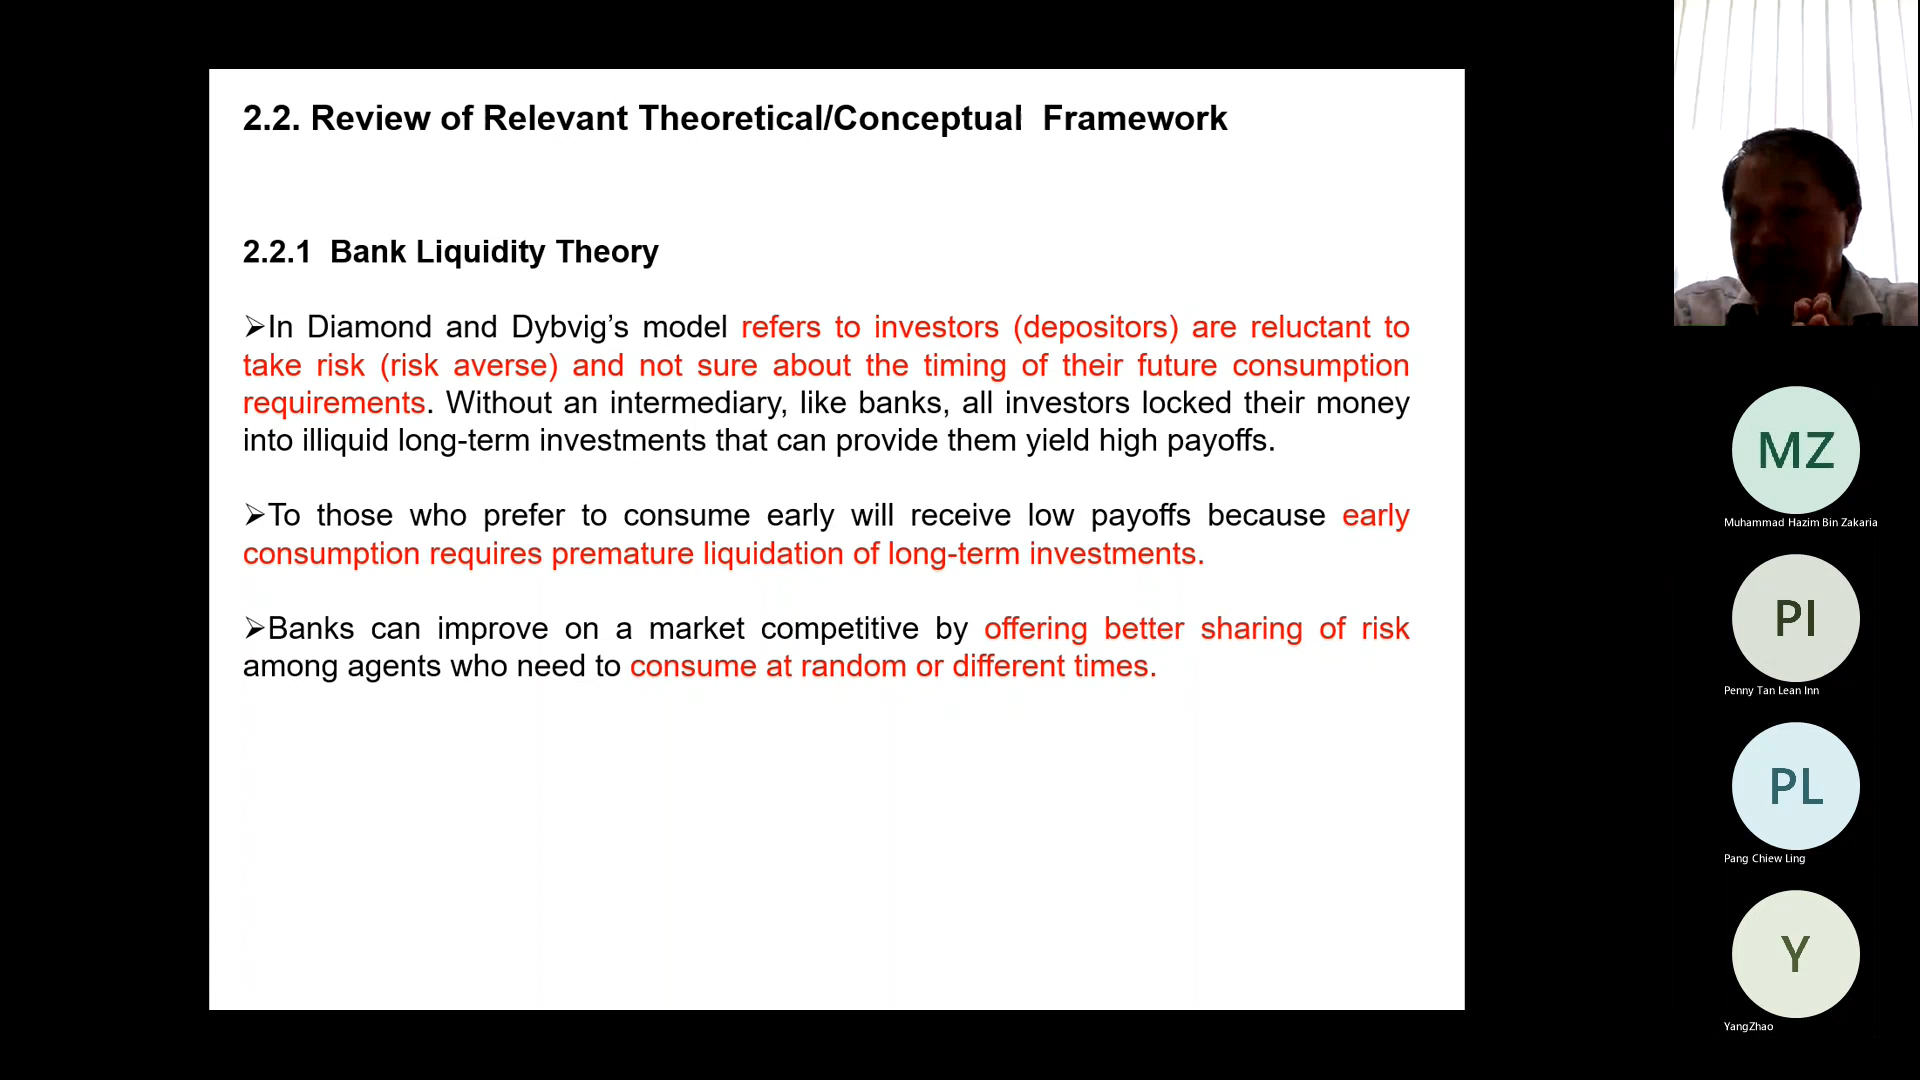 2.2. Review of Relevant Theoretical/Conceptual Framework
2.2.1 Bank Liquidity Theory
➢In Diamond and Dybvig’s model refers to investors (depositors) are reluctant to
take risk (risk averse) and not sure about the timing of their future consumption
requirements. Without an intermediary, like banks, all investors locked their money
into illiquid long-term investments that can provide them yield high payoffs.
➢To those who prefer to consume early will receive low payoffs because early
consumption requires premature liquidation of long-term investments.
➢Banks can improve on a market competitive by offering better sharing of risk
among agents who need to consume at random or different times.
MZ
Muhammad Hazim Bin Zakaria
PI
Penny Tan Lean Inn
PL
Pang Chiew Ling
Y
YangZhao